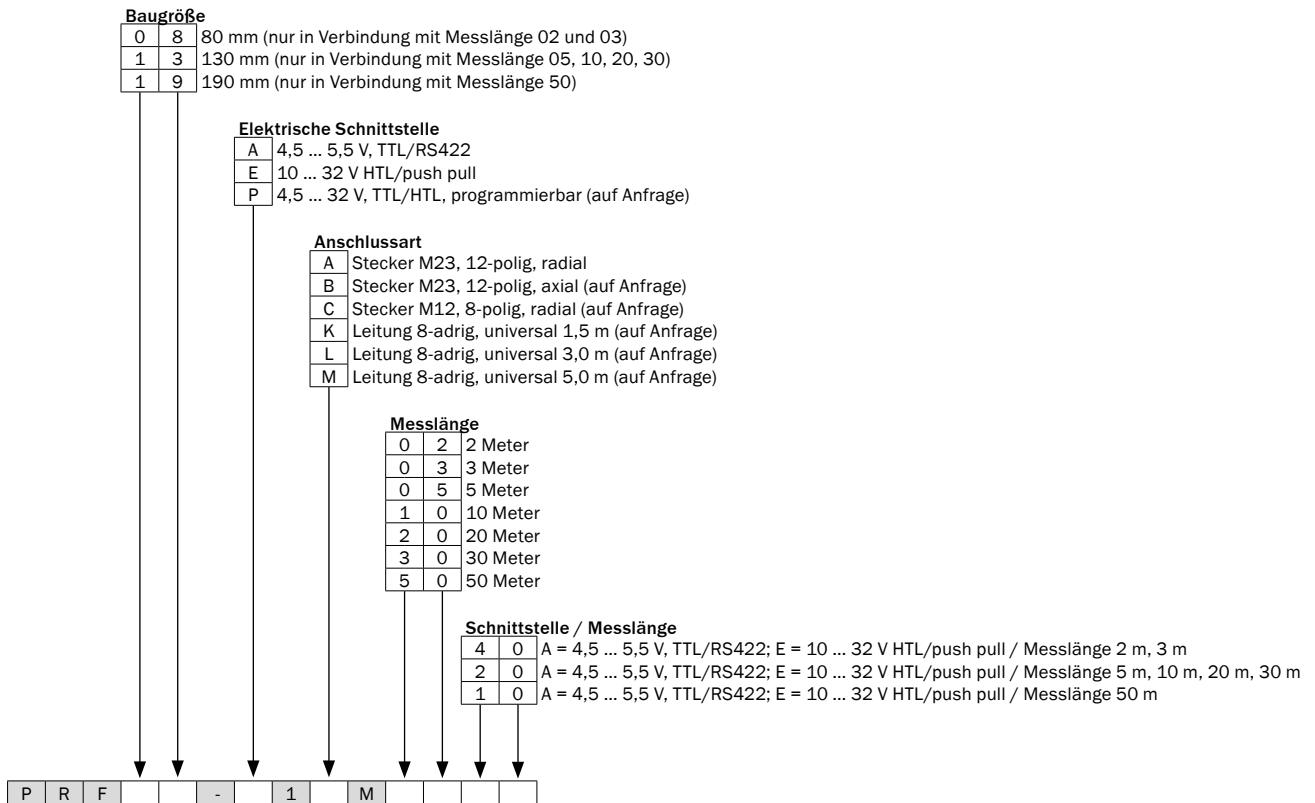 Baugröße
0 8 80 mm (nur in Verbindung mit Messlänge 02 und 03)
1 3 130 mm (nur in Verbindung mit Messlänge 05, 10, 20, 30)
1 9 190 mm (nur in Verbindung mit Messlänge 50)
Elektrische Schnittstelle
A 4,5 ... 5,5 V, TTL/RS422
E 10 ... 32 V HTL/push pull
P 4,5 ... 32 V, TTL/HTL, programmierbar (auf Anfrage)
Anschlussart
A Stecker M23, 12-polig, radial
B Stecker M23, 12-polig, axial (auf Anfrage)
C Stecker M12, 8-polig, radial (auf Anfrage)
K Leitung 8-adrig, universal 1,5 m (auf Anfrage)
L Leitung 8-adrig, universal 3,0 m (auf Anfrage)
M Leitung 8-adrig, universal 5,0 m (auf Anfrage)
Messlänge
0 2 2 Meter
0 3 3 Meter
0 5 5 Meter
1 0 10 Meter
2 0 20 Meter
3 0 30 Meter
5 0 50 Meter
Schnittstelle / Messlänge
4 0 A = 4,5 ... 5,5 V, TTL/RS422; E = 10 ... 32 V HTL/push pull / Messlänge 2 m, 3 m
2 0 A = 4,5 ... 5,5 V, TTL/RS422; E = 10 ... 32 V HTL/push pull / Messlänge 5 m, 10 m, 20 m, 30 m
1 0 A = 4,5 ... 5,5 V, TTL/RS422; E = 10 ... 32 V HTL/push pull / Messlänge 50 m
P R F - 1 M